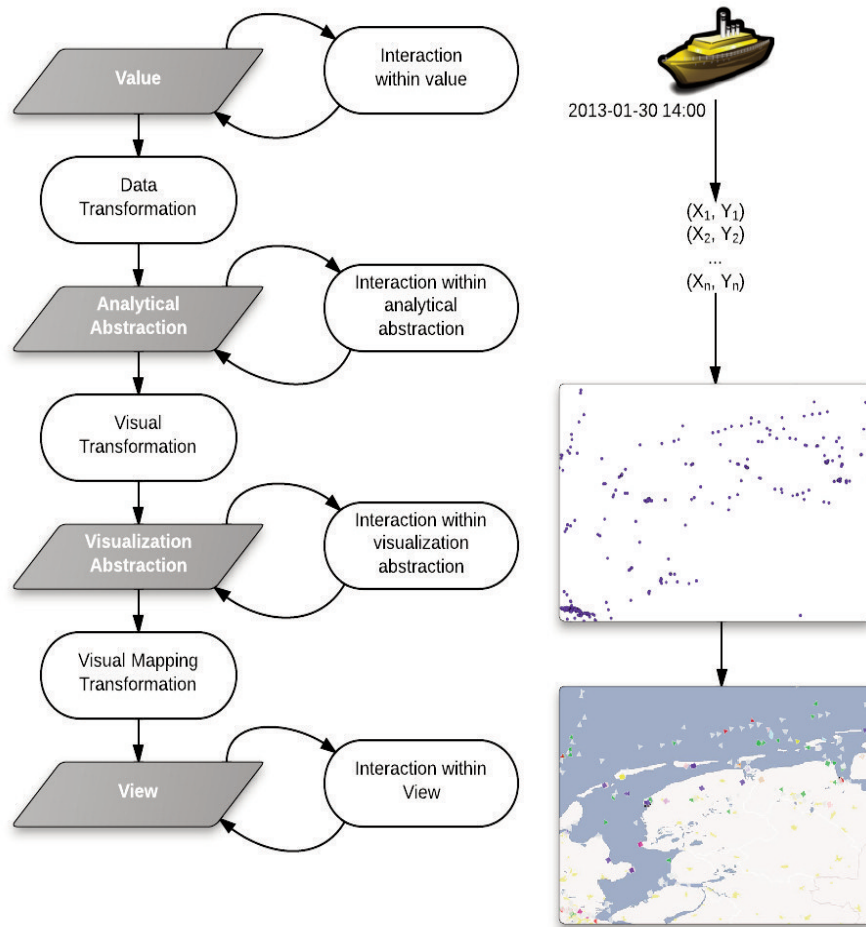 Value
Interaction
within value
Data
Transformation
Analytical
Abstraction
Interaction within
analytical
abstraction
Visual
Transformation
Visualization
Abstraction
Interaction within
visualization
abstraction
Visual Mapping
Transformation
View
Interaction within
View
2013-01-30 14:00
(X₁, Y₁)
(X₂, Y₂)
...
(Xₙ, Yₙ)